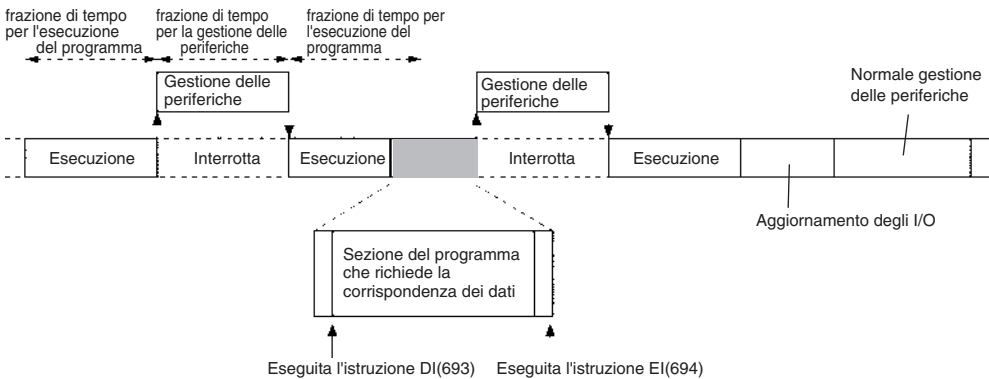 frazione di tempo
per l'esecuzione
del programma
frazione di tempo
per la gestione delle
periferiche
frazione di tempo per
l'esecuzione del
programma
Gestione delle
periferiche
Gestione delle
periferiche
Normale gestione
delle periferiche
Esecuzione
Interrotta
Esecuzione
Interrotta
Esecuzione
Aggiornamento degli I/O
Sezione del programma
che richiede la
corrispondenza dei dati
Eseguita l'istruzione DI(693)
Eseguita l'istruzione EI(694)